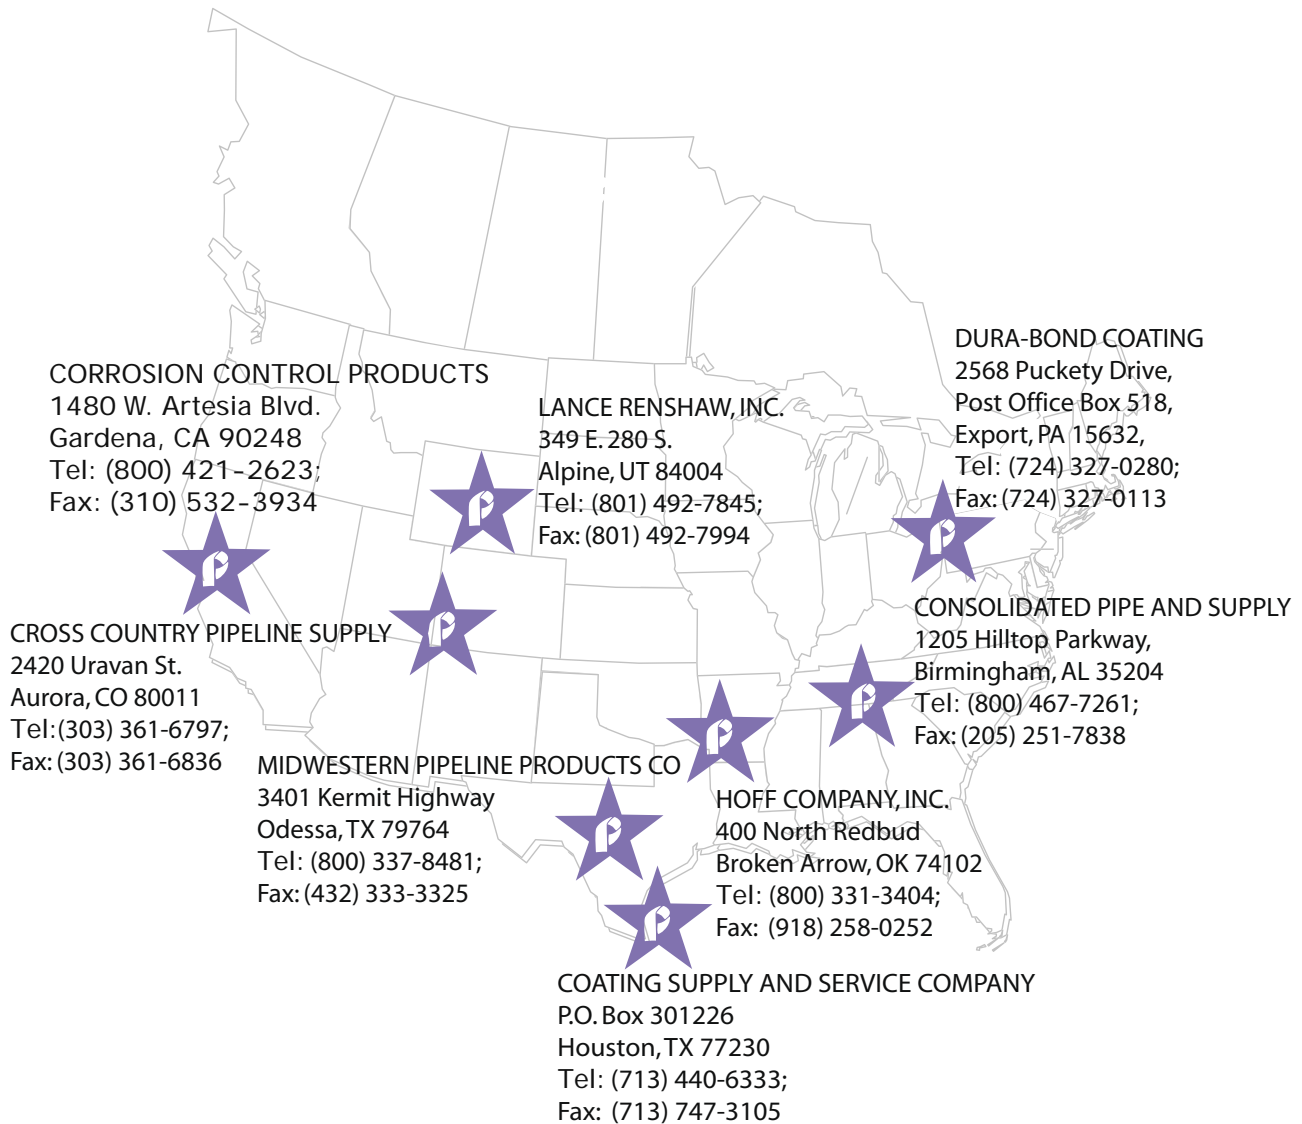 CORROSION CONTROL PRODUCTS
1480 W. Artesia Blvd.
Gardena, CA 90248
Tel: (800) 421-2623;
Fax: (310) 532-3934
LANCE RENSHAW, INC.
349 E. 280 S.
Alpine, UT 84004
Tel: (801) 492-7845;
Fax: (801) 492-7994
DURA-BOND COATING
2568 Puckety Drive,
Post Office Box 518,
Export, PA 15632,
Tel: (724) 327-0280;
Fax: (724) 327-0113
CROSS COUNTRY PIPELINE SUPPLY
2420 Uravan St.
Aurora, CO 80011
Tel:(303) 361-6797;
Fax: (303) 361-6836
CONSOLIDATED PIPE AND SUPPLY
1205 Hilltop Parkway,
Birmingham, AL 35204
Tel: (800) 467-7261;
Fax: (205) 251-7838
MIDWESTERN PIPELINE PRODUCTS CO
3401 Kermit Highway
Odessa, TX 79764
Tel: (800) 337-8481;
Fax: (432) 333-3325
HOFF COMPANY, INC.
400 North Redbud
Broken Arrow, OK 74102
Tel: (800) 331-3404;
Fax: (918) 258-0252
COATING SUPPLY AND SERVICE COMPANY
P.O. Box 301226
Houston, TX 77230
Tel: (713) 440-6333;
Fax: (713) 747-3105